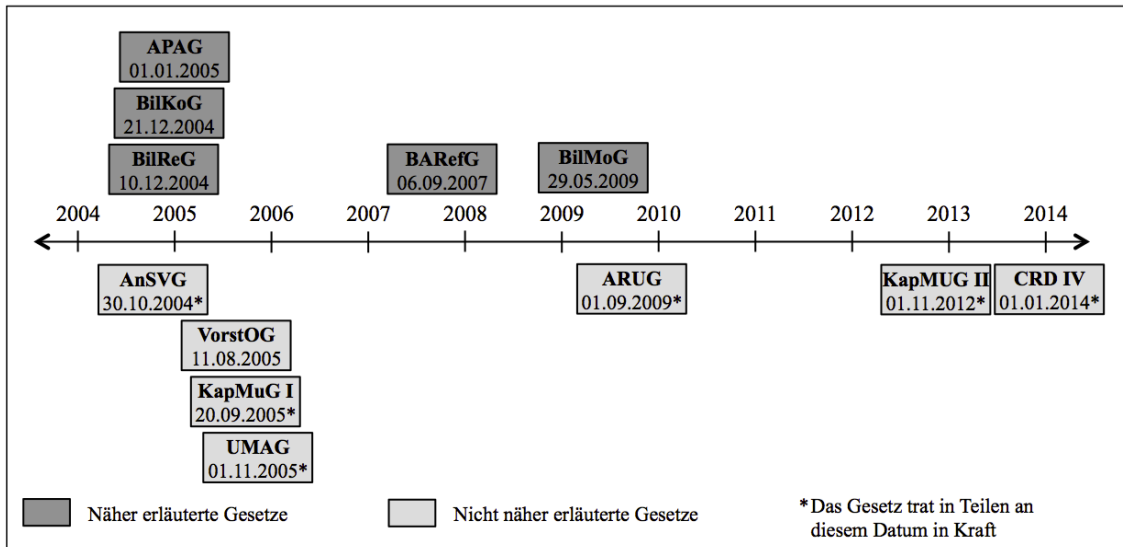 APAG
01.01.2005
BilKoG
21.12.2004
BilReG
10.12.2004
BARefG
06.09.2007
BilMoG
29.05.2009
2004 2005 2006 2007 2008 2009 2010 2011 2012 2013 2014
AnSVG
30.10.2004*
VorstOG
11.08.2005
KapMuG I
20.09.2005*
UMAG
01.11.2005*
ARUG
01.09.2009*
KapMUG II
01.11.2012*
CRD IV
01.01.2014*
Näher erläuterte Gesetze
Nicht näher erläuterte Gesetze
*Das Gesetz trat in Teilen an
diesem Datum in Kraft